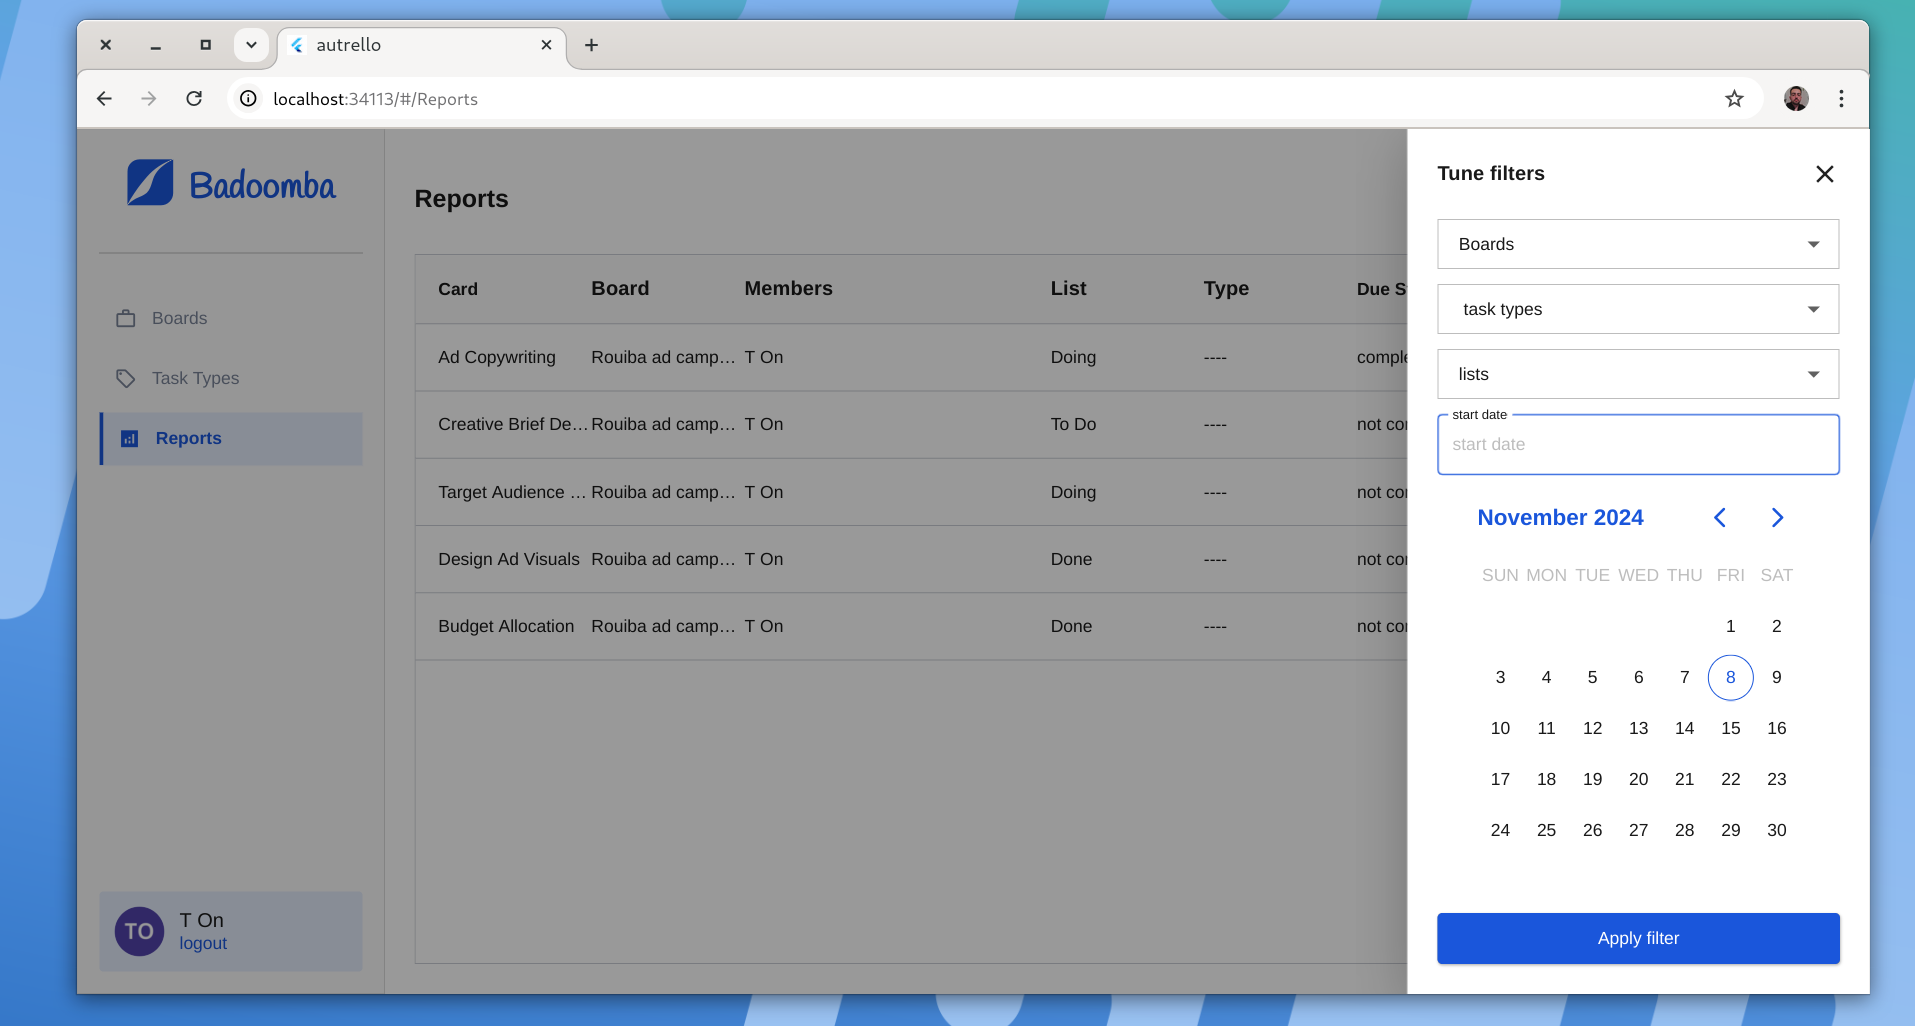 autrello
localhost:34113/#/Reports
Badoomba
Boards
Task Types
Reports
TO
T On
logout
Reports
Card Board Members List Type Due S
Ad Copywriting Rouiba ad camp… T On Doing ---- comple
Creative Brief De… Rouiba ad camp… T On To Do ---- not co
Target Audience … Rouiba ad camp… T On Doing ---- not co
Design Ad Visuals Rouiba ad camp… T On Done ---- not co
Budget Allocation Rouiba ad camp… T On Done ---- not co
Tune filters
Boards
task types
lists
start date
start date
November 2024
SUN MON TUE WED THU FRI SAT
1 2
3 4 5 6 7 8 9
10 11 12 13 14 15 16
17 18 19 20 21 22 23
24 25 26 27 28 29 30
Apply filter